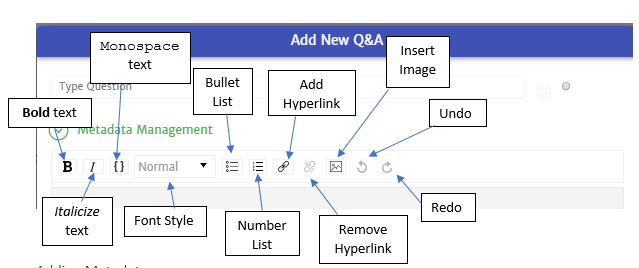 Add New Q&A
Monospace
text
Insert
Image
Type Question
Bullet
List
Add
Hyperlink
Bold text
Undo
Metadata Management
B I {} Normal
Italicize
text
Font Style
Number
List
Remove
Hyperlink
Redo